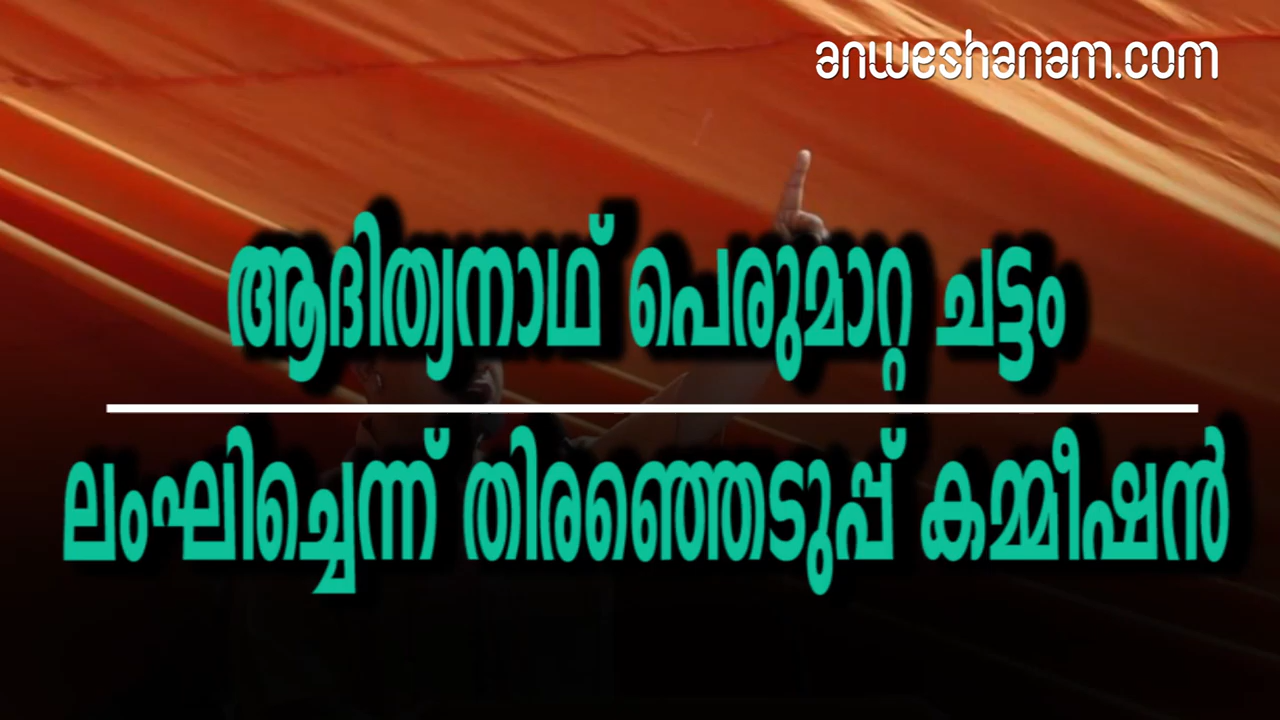 anweshanam.com
ആദിത്യനാഥ് പെരുമാറ്റ ചട്ടം
ലംഘിച്ചെന്ന് തിരഞ്ഞെടുപ്പ് കമ്മീഷൻ